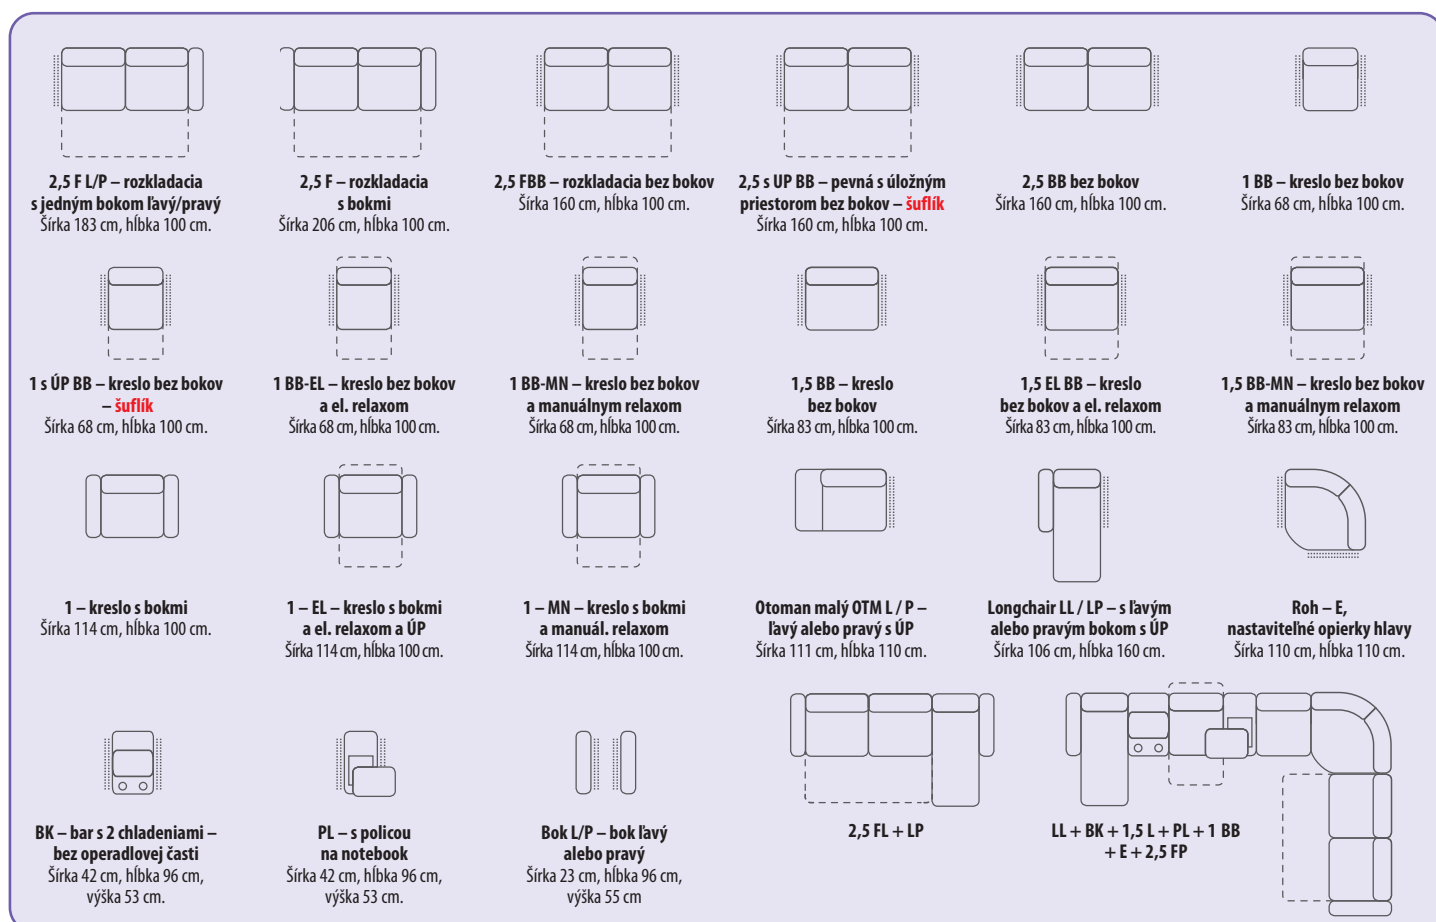 2,5 F L/P – rozkladacia
s jedným bokom ľavý/pravý
Šírka 183 cm, hĺbka 100 cm.
2,5 F – rozkladacia
s bokmi
Šírka 206 cm, hĺbka 100 cm.
2,5 FBB – rozkladacia bez bokov
Šírka 160 cm, hĺbka 100 cm.
2,5 s UP BB – pevná s úložným
priestorom bez bokov – šuflík
Šírka 160 cm, hĺbka 100 cm.
2,5 BB bez bokov
Šírka 160 cm, hĺbka 100 cm.
1 BB – kreslo bez bokov
Šírka 68 cm, hĺbka 100 cm.
1 s ÚP BB – kreslo bez bokov
– šuflík
Šírka 68 cm, hĺbka 100 cm.
1 BB-EL – kreslo bez bokov
a el. relaxom
Šírka 68 cm, hĺbka 100 cm.
1 BB-MN – kreslo bez bokov
a manuálnym relaxom
Šírka 68 cm, hĺbka 100 cm.
1,5 BB – kreslo
bez bokov
Šírka 83 cm, hĺbka 100 cm.
1,5 EL BB – kreslo
bez bokov a el. relaxom
Šírka 83 cm, hĺbka 100 cm.
1,5 BB-MN – kreslo bez bokov
a manuálnym relaxom
Šírka 83 cm, hĺbka 100 cm.
1 – kreslo s bokmi
Šírka 114 cm, hĺbka 100 cm.
1 – EL – kreslo s bokmi
a el. relaxom a ÚP
Šírka 114 cm, hĺbka 100 cm.
1 – MN – kreslo s bokmi
a manuál. relaxom
Šírka 114 cm, hĺbka 100 cm.
Otoman malý OTM L / P –
ľavý alebo pravý s ÚP
Šírka 111 cm, hĺbka 110 cm.
Longchair LL / LP – s ľavým
alebo pravým bokom s ÚP
Šírka 106 cm, hĺbka 160 cm.
Roh – E,
nastaviteľné opierky hlavy
Šírka 110 cm, hĺbka 110 cm.
BK – bar s 2 chladeniami –
bez operadlovej časti
Šírka 42 cm, hĺbka 96 cm,
výška 53 cm.
PL – s policou
na notebook
Šírka 42 cm, hĺbka 96 cm,
výška 53 cm.
Bok L/P – bok ľavý
alebo pravý
Šírka 23 cm, hĺbka 96 cm,
výška 55 cm
2,5 FL + LP
LL + BK + 1,5 L + PL + 1 BB
+ E + 2,5 FP